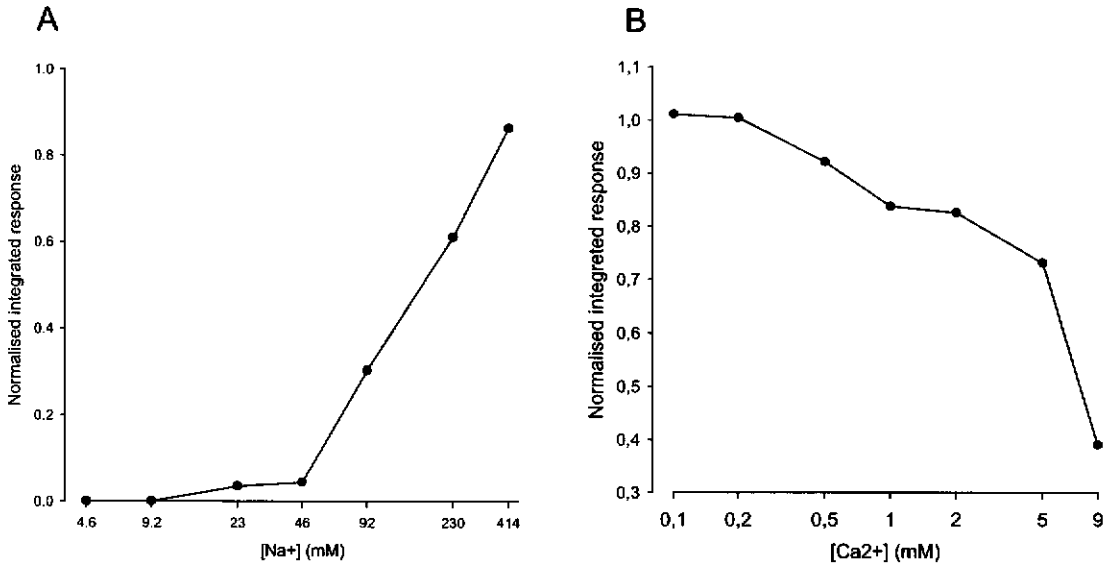 A
1.0
0.8
0.6
0.4
0.2
0.0
Normalised integrated response
4.6 9.2 23 46 92 230 414
[Na+] (mM)
B
1,1
1,0
0,9
0,8
0,7
0,6
0,5
0,4
0,3
Normalised integreted response
0,1 0,2 0,5 1 2 5 9
[Ca2+] (mM)